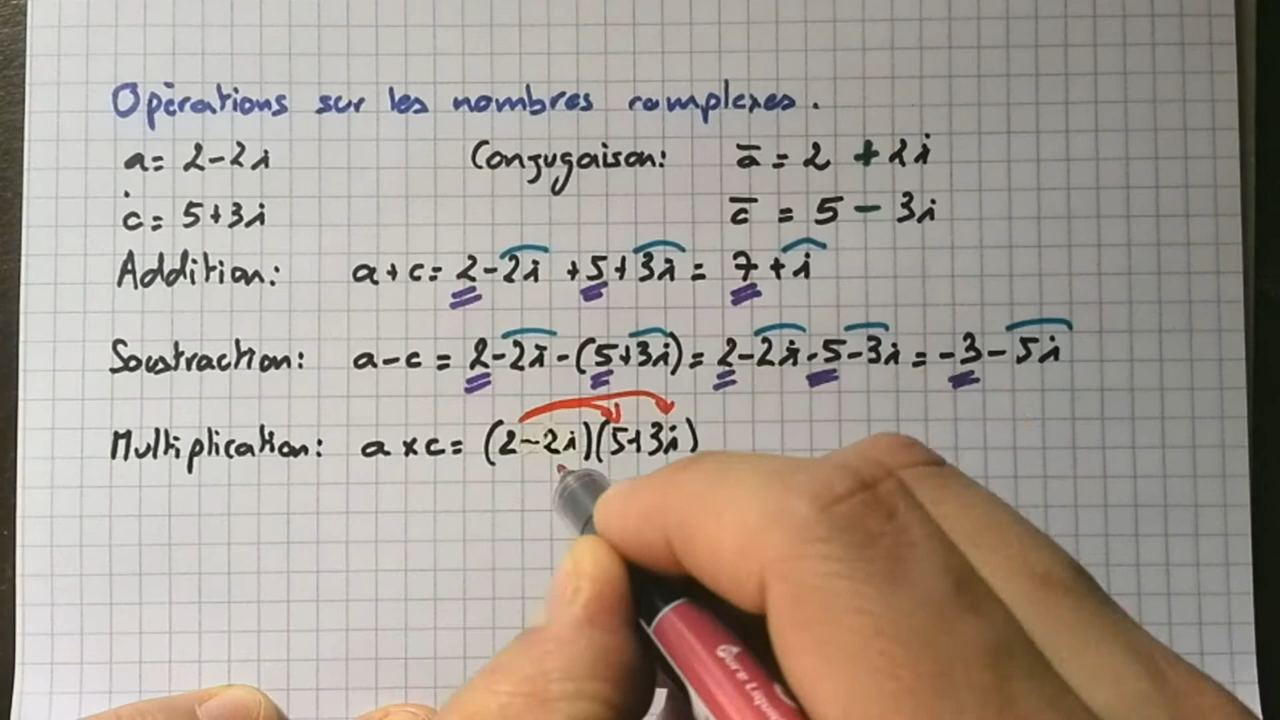 Opérations sur les nombres complexes.
a = 2-2i Conjugaison: a̅ = 2 + 2i
c = 5+3i c̅ = 5 - 3i
Addition: a+c = 2-2i +5+3i = 7+i
Soustraction: a-c = 2-2i-(5+3i) = 2-2i-5-3i = -3-5i
Multiplication: a×c = (2-2i)(5+3i)